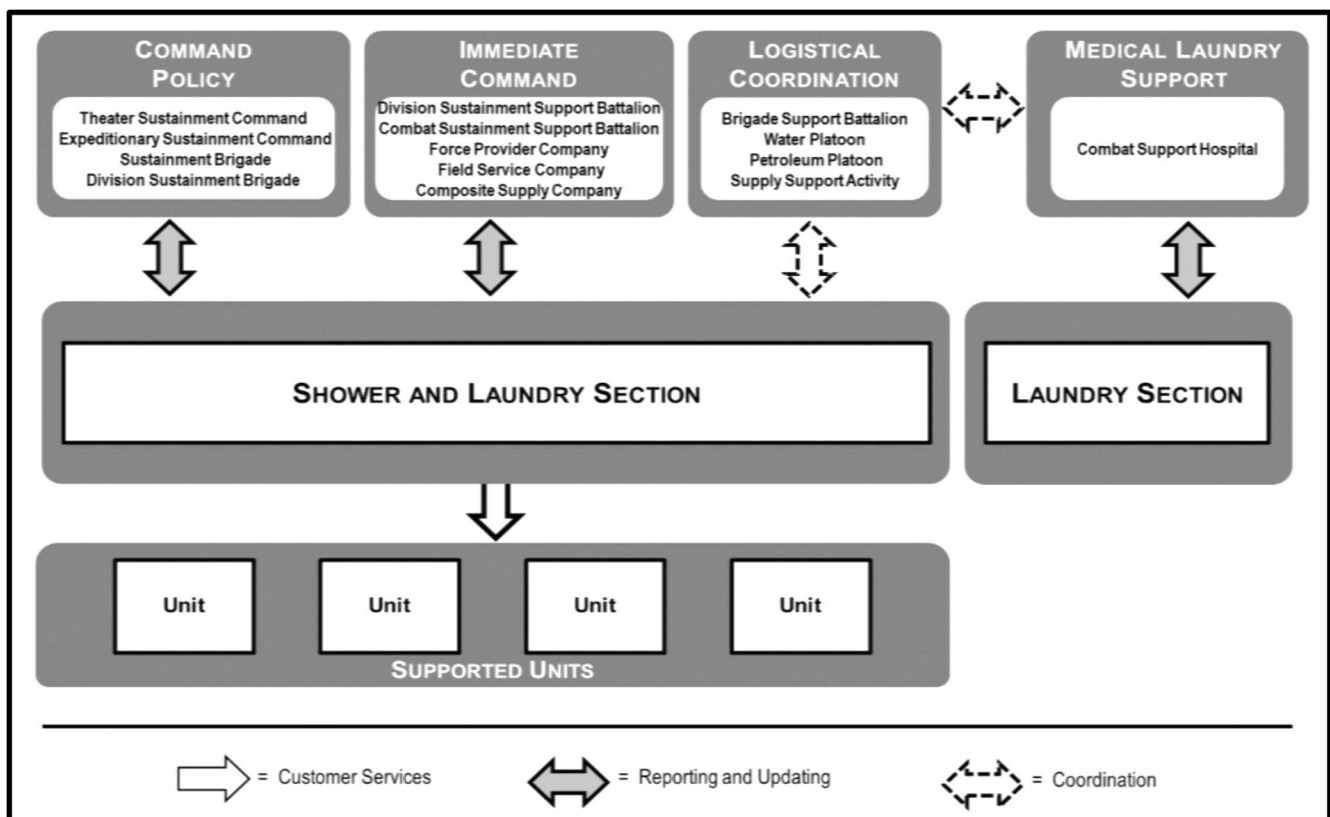 COMMAND
POLICY
Theater Sustainment Command
Expeditionary Sustainment Command
Sustainment Brigade
Division Sustainment Brigade
IMMEDIATE
COMMAND
Division Sustainment Support Battalion
Combat Sustainment Support Battalion
Force Provider Company
Field Service Company
Composite Supply Company
LOGISTICAL
COORDINATION
Brigade Support Battalion
Water Platoon
Petroleum Platoon
Supply Support Activity
MEDICAL LAUNDRY
SUPPORT
Combat Support Hospital
SHOWER AND LAUNDRY SECTION
LAUNDRY SECTION
Unit
Unit
Unit
Unit
SUPPORTED UNITS
= Customer Services
= Reporting and Updating
= Coordination